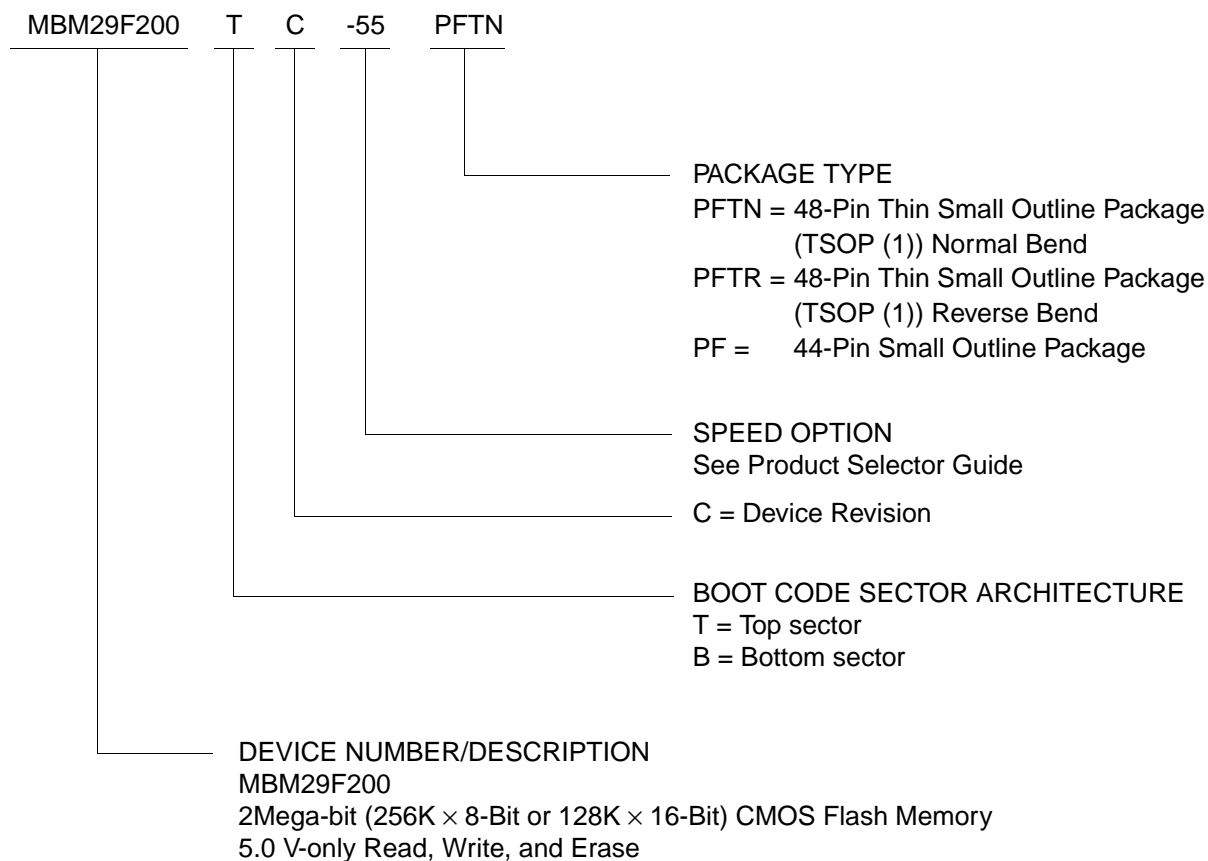 MBM29F200 T C -55 PFTN
PACKAGE TYPE
PFTN = 48-Pin Thin Small Outline Package
(TSOP (1)) Normal Bend
PFTR = 48-Pin Thin Small Outline Package
(TSOP (1)) Reverse Bend
PF = 44-Pin Small Outline Package
SPEED OPTION
See Product Selector Guide
C = Device Revision
BOOT CODE SECTOR ARCHITECTURE
T = Top sector
B = Bottom sector
DEVICE NUMBER/DESCRIPTION
MBM29F200
2Mega-bit (256K × 8-Bit or 128K × 16-Bit) CMOS Flash Memory
5.0 V-only Read, Write, and Erase